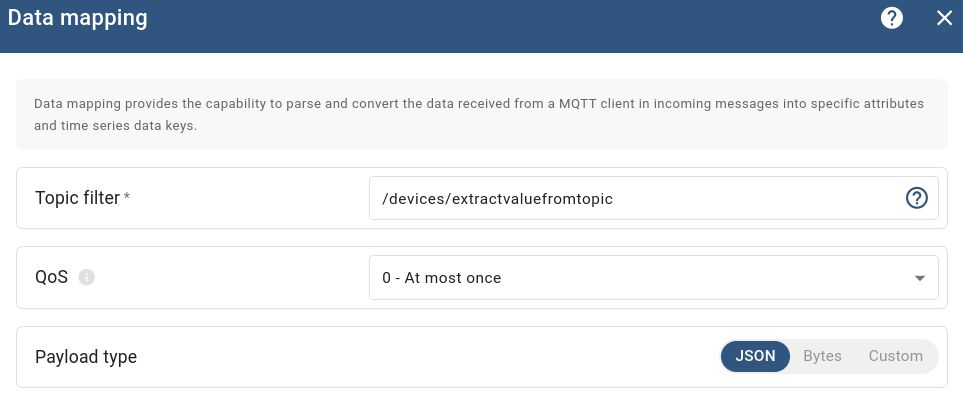 Data mapping
Data mapping provides the capability to parse and convert the data received from a MQTT client in incoming messages into specific attributes
and time series data keys.
Topic filter *
/devices/extractvaluefromtopic
QoS
0 - At most once
Payload type
JSON Bytes Custom